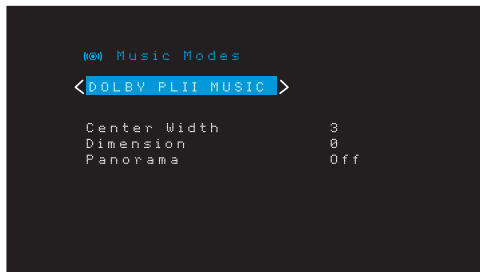 Music Modes
< DOLBY PLII MUSIC >
Center Width 3
Dimension 0
Panorama Off